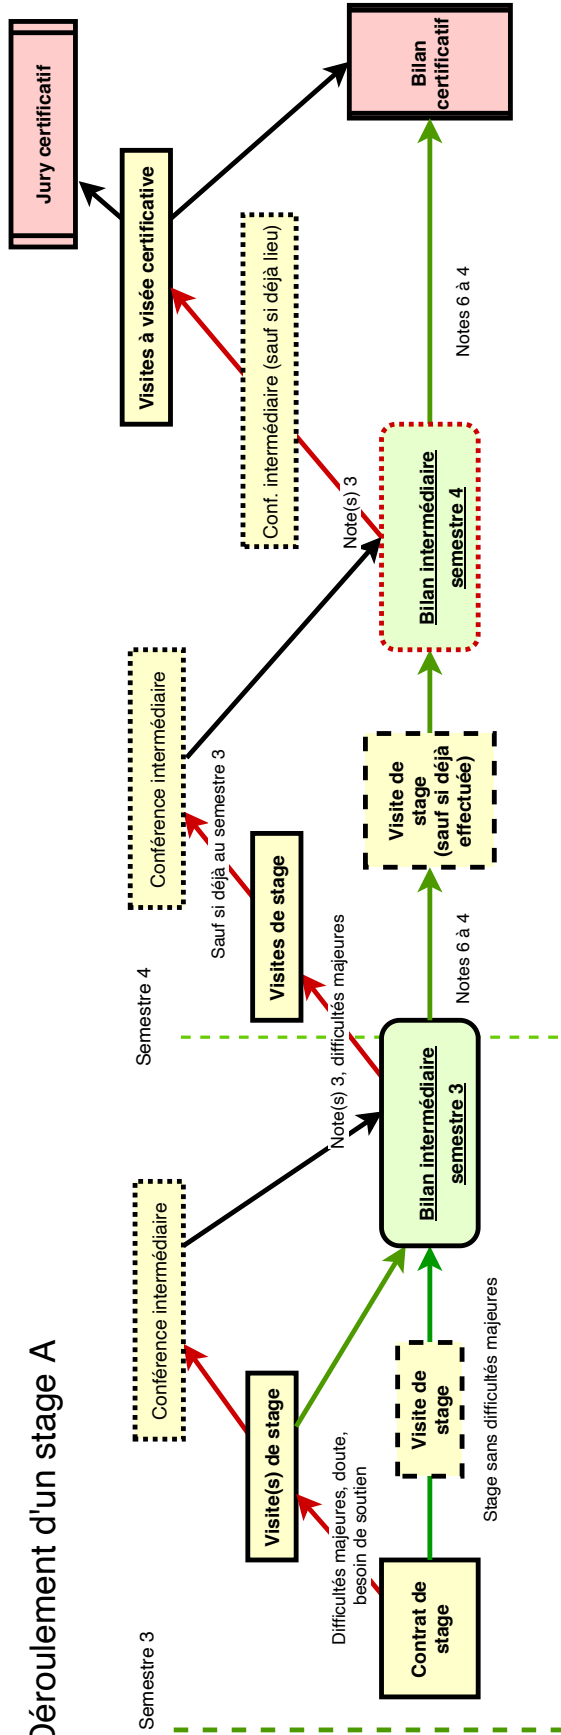 Déroulement d'un stage A
Semestre 3
Contrat de
stage
Difficultés majeures, doute,
besoin de soutien
Visite(s) de stage
Conférence intermédiaire
Visite de
stage
Stage sans difficultés majeures
Bilan intermédiaire
semestre 3
Semestre 4
Note(s) 3, difficultés majeures
Visites de stage
Sauf si déjà au semestre 3
Conférence intermédiaire
Notes 6 à 4
Visite de
stage
(sauf si déjà
effectuée)
Bilan intermédiaire
semestre 4
Note(s) 3
Conf. intermédiaire (sauf si déjà lieu)
Visites à visée certificative
Jury certificatif
Notes 6 à 4
Bilan
certificatif